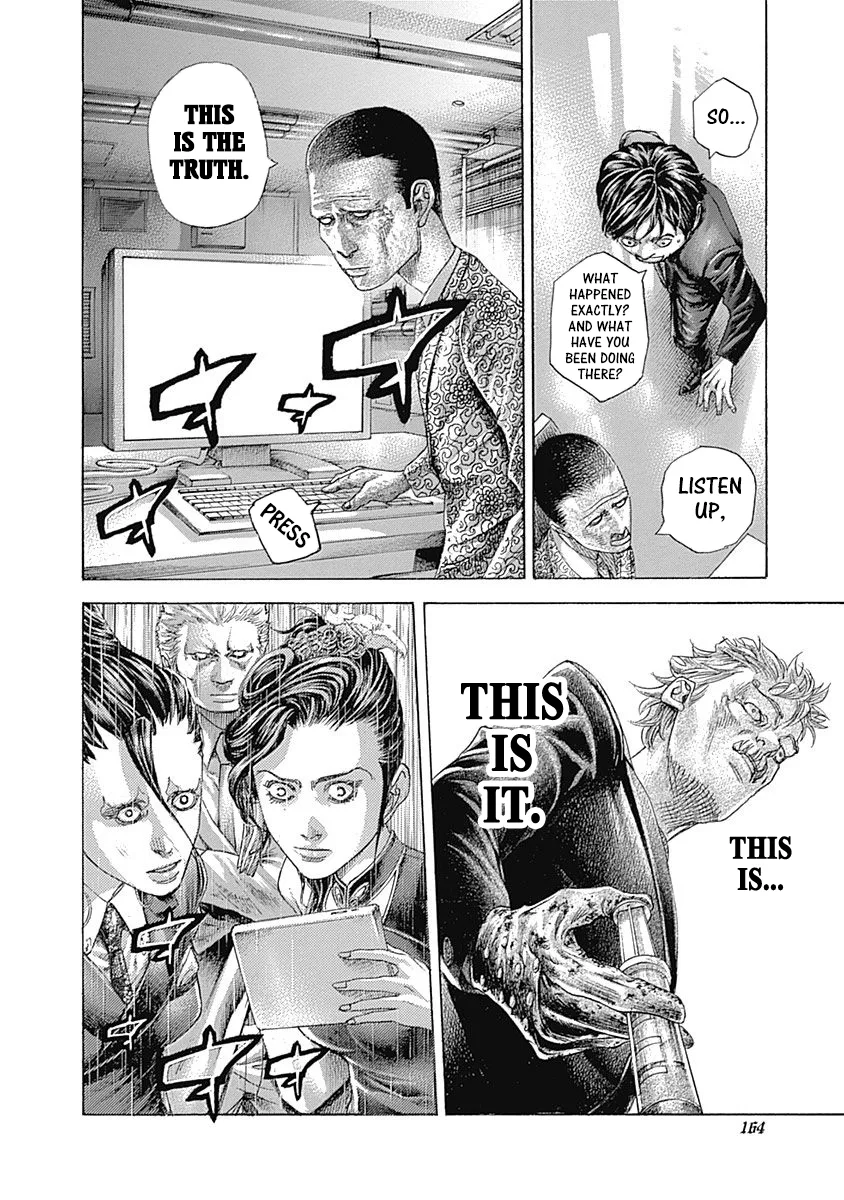 SO...
WHAT
HAPPENED
EXACTLY?
AND WHAT
HAVE YOU
BEEN DOING
THERE?
LISTEN
UP,
THIS
IS THE
TRUTH.
PRESS
THIS
IS...
THIS
IS
IT.
164